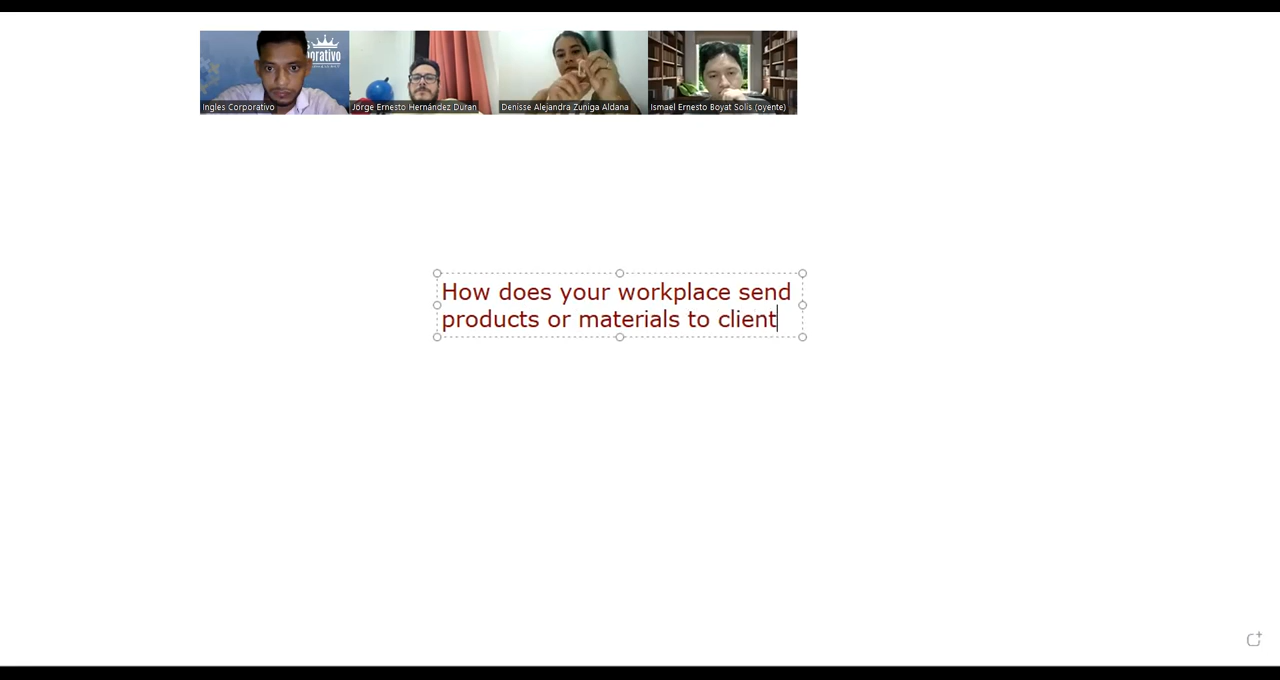 orativo
Ingles Corporativo
Jorge Ernesto Hernández Duran
Denisse Alejandra Zuniga Aldana
Ismael Ernesto Boyat Solis (oyente)
How does your workplace send
products or materials to client